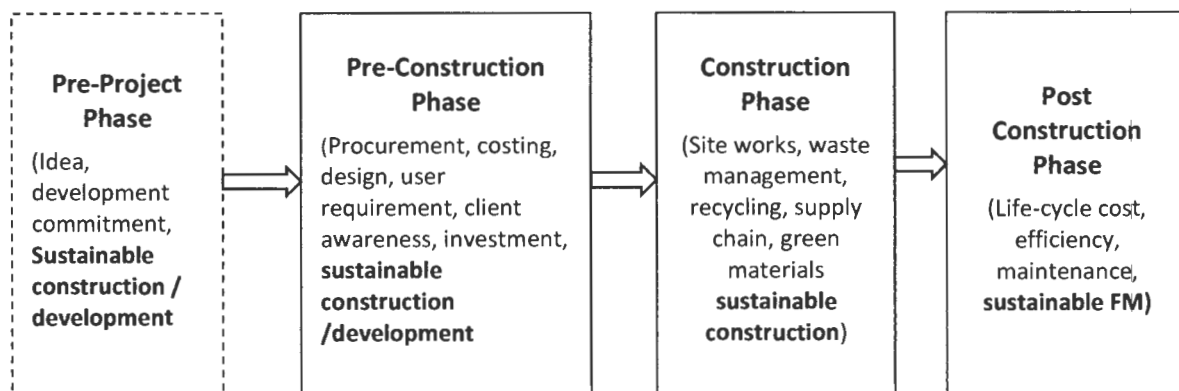 Pre-Project
Phase
(Idea,
development
commitment,
Sustainable
construction /
development
Pre-Construction
Phase
(Procurement, costing,
design, user
requirement, client
awareness, investment,
sustainable
construction
/development
Construction
Phase
(Site works, waste
management,
recycling, supply
chain, green
materials
sustainable
construction)
Post
Construction
Phase
(Life-cycle cost,
efficiency,
maintenance,
sustainable FM)